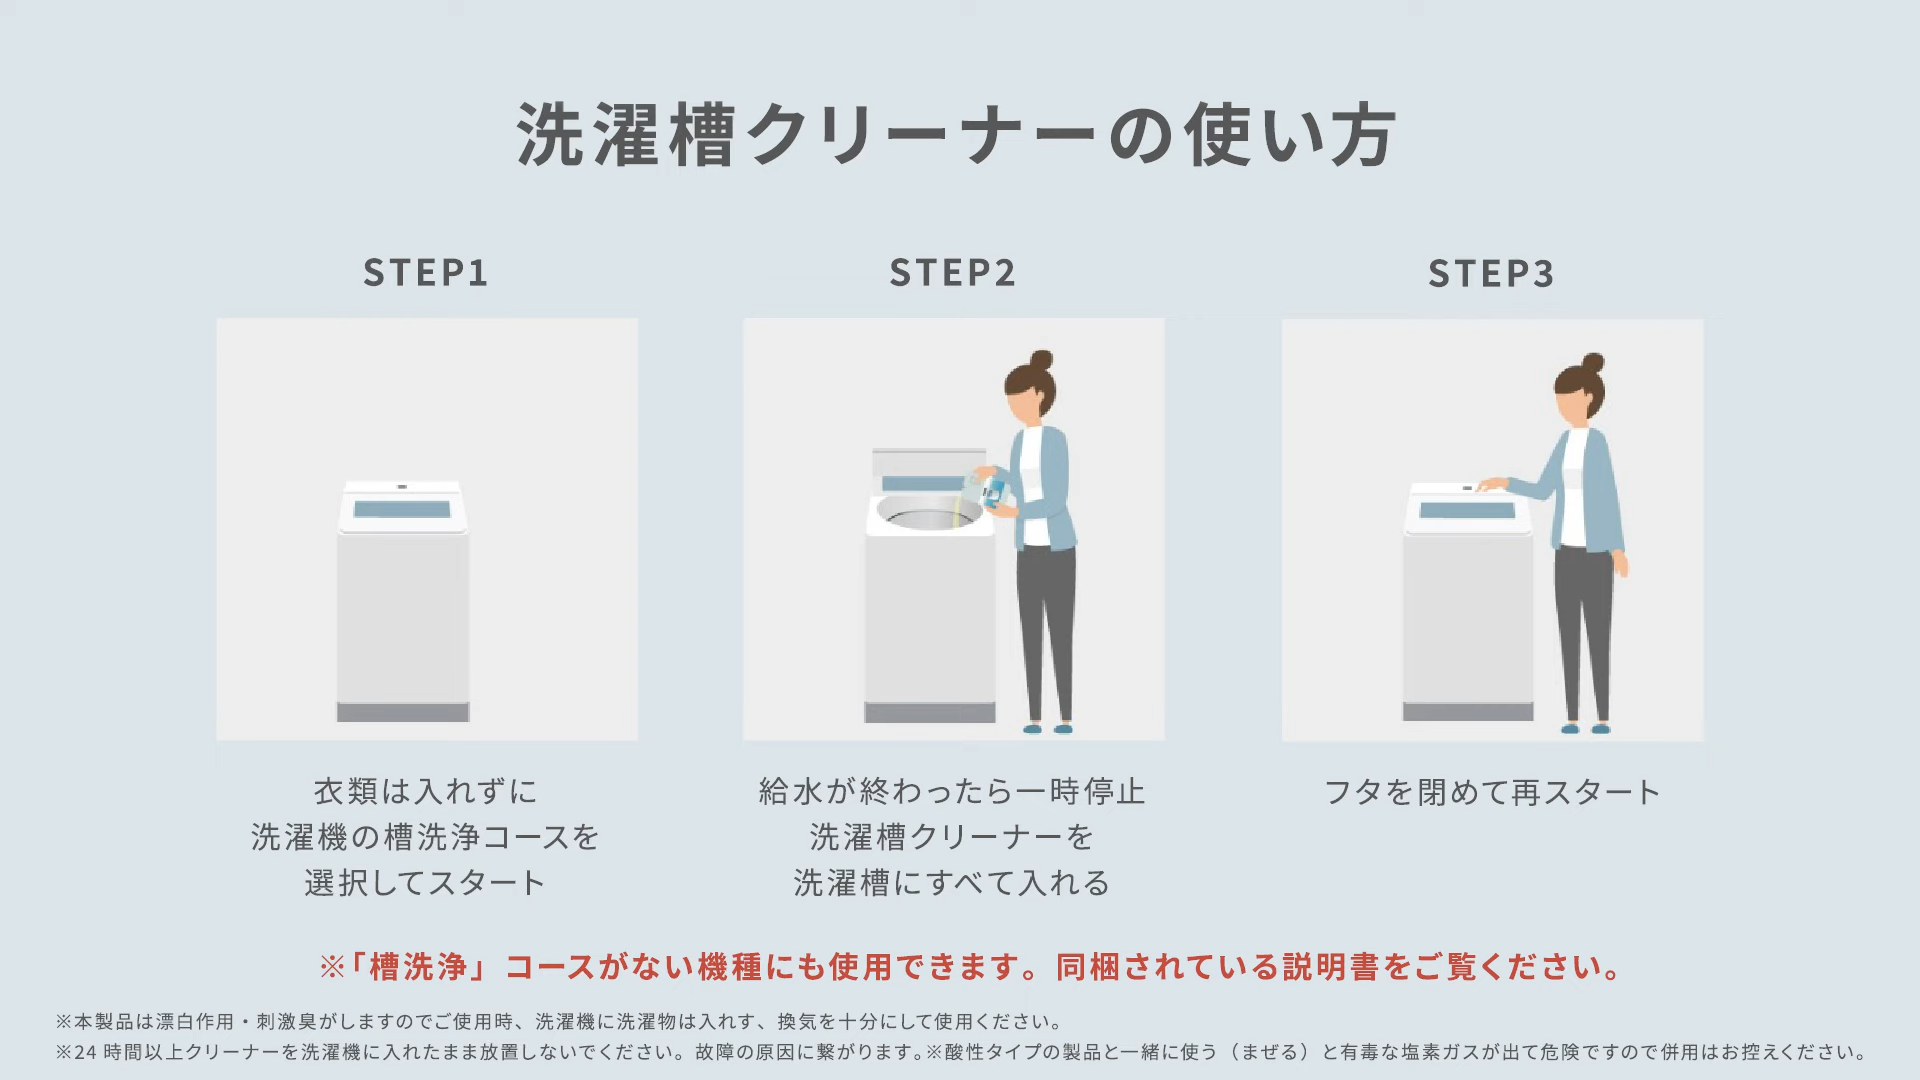 洗濯槽クリーナーの使い方
STEP1
STEP2
STEP3
衣類は入れずに
洗濯機の槽洗浄コースを
選択してスタート
給水が終わったら一時停止
洗濯槽クリーナーを
洗濯槽にすべて入れる
フタを閉めて再スタート
※「槽洗浄」コースがない機種にも使用できます。同梱されている説明書をご覧ください。
※本製品は漂白作用・刺激臭がしますのでご使用時、洗濯機に洗濯物は入れす、換気を十分にして使用ください。
※24 時間以上クリーナーを洗濯機に入れたまま放置しないでください。故障の原因に繋がります。※酸性タイプの製品と一緒に使う（まぜる）と有毒な塩素ガスが出て危険ですので併用はお控えください。